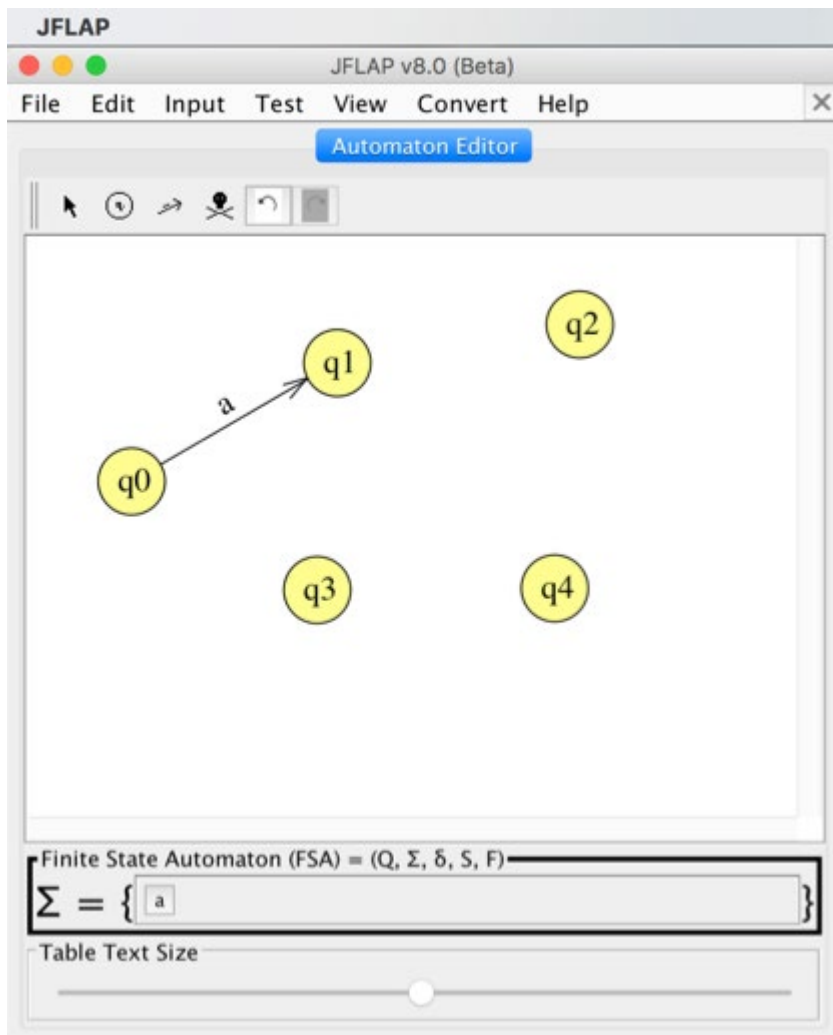 JFLAP
JFLAP v8.0 (Beta)
File Edit Input Test View Convert Help
Automaton Editor
q2
q1
a
q0
q3 q4
Finite State Automaton (FSA) = (Q, Σ, δ, S, F)
Σ = { a }
Table Text Size